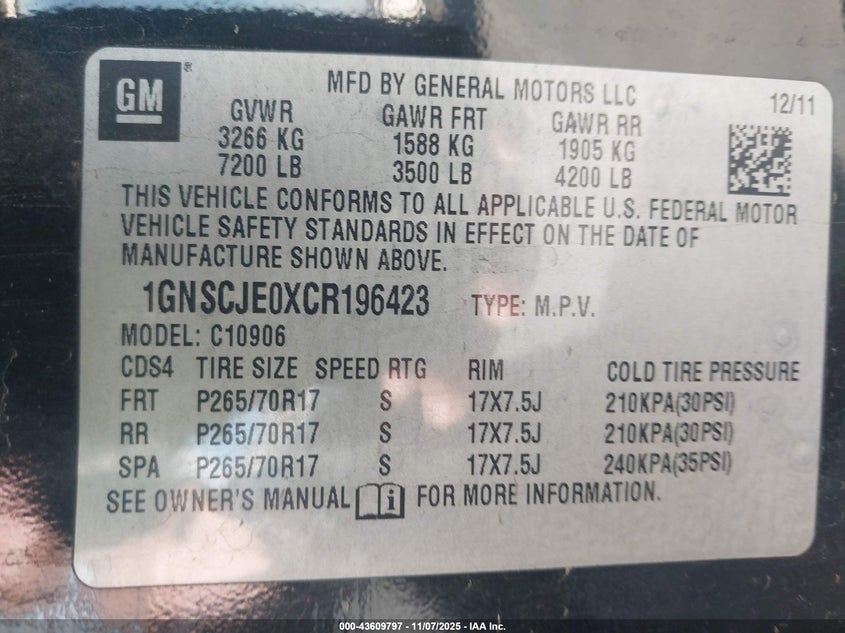 GM
®
MFD BY GENERAL MOTORS LLC
12/11
GVWR GAWR FRT GAWR RR
3266 KG 1588 KG 1905 KG
7200 LB 3500 LB 4200 LB
THIS VEHICLE CONFORMS TO ALL APPLICABLE U.S. FEDERAL MOTOR
VEHICLE SAFETY STANDARDS IN EFFECT ON THE DATE OF
MANUFACTURE SHOWN ABOVE.
1GNSCJE0XCR196423 TYPE: M.P.V.
MODEL: C10906
CDS4 TIRE SIZE SPEED RTG RIM COLD TIRE PRESSURE
FRT P265/70R17 S 17X7.5J 210KPA(30PSI)
RR P265/70R17 S 17X7.5J 210KPA(30PSI)
SPA P265/70R17 S 17X7.5J 240KPA(35PSI)
SEE OWNER'S MANUAL i FOR MORE INFORMATION.
000-43609797 - 11/07/2025 - IAA Inc.